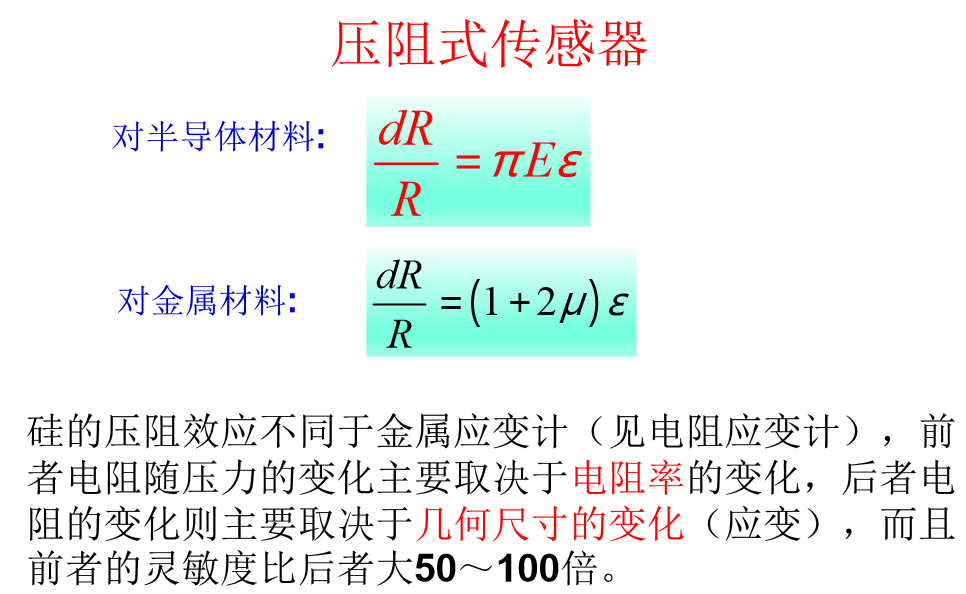 压阻式传感器
对半导体材料:
dR/R = πEε
对金属材料:
dR/R = (1+2μ)ε
硅的压阻效应不同于金属应变计（见电阻应变计），前
者电阻随压力的变化主要取决于电阻率的变化，后者电
阻的变化则主要取决于几何尺寸的变化（应变），而且
前者的灵敏度比后者大50～100倍。